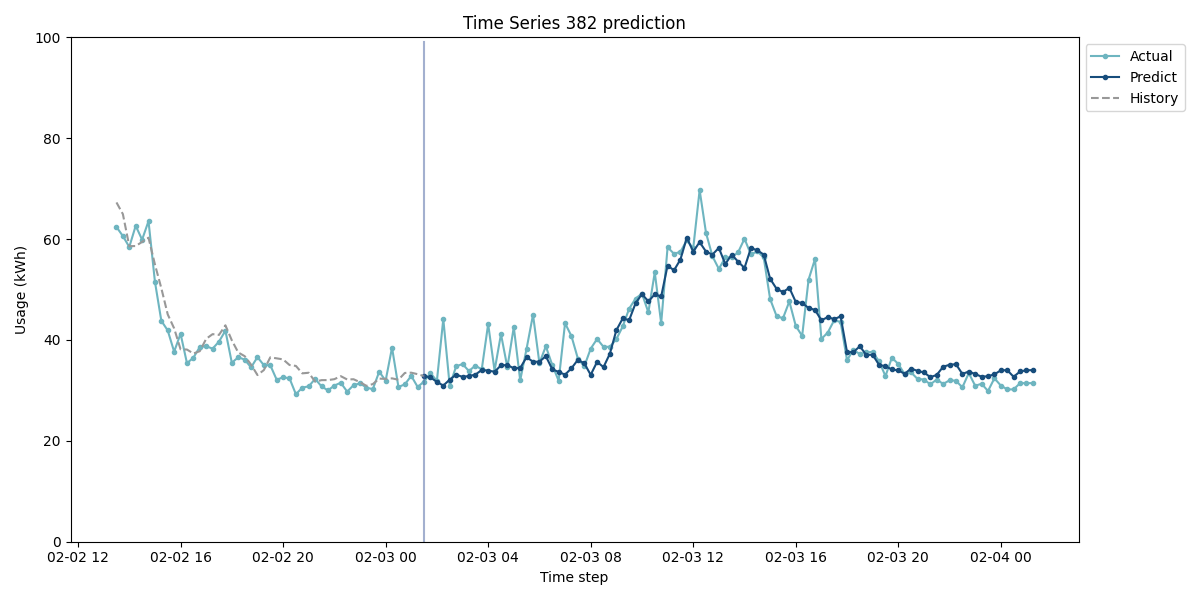 Time Series 382 prediction
Actual
Predict
History
Usage (kWh)
100
80
60
40
20
0
02-02 12
02-02 16
02-02 20
02-03 00
02-03 04
02-03 08
02-03 12
02-03 16
02-03 20
02-04 00
Time step